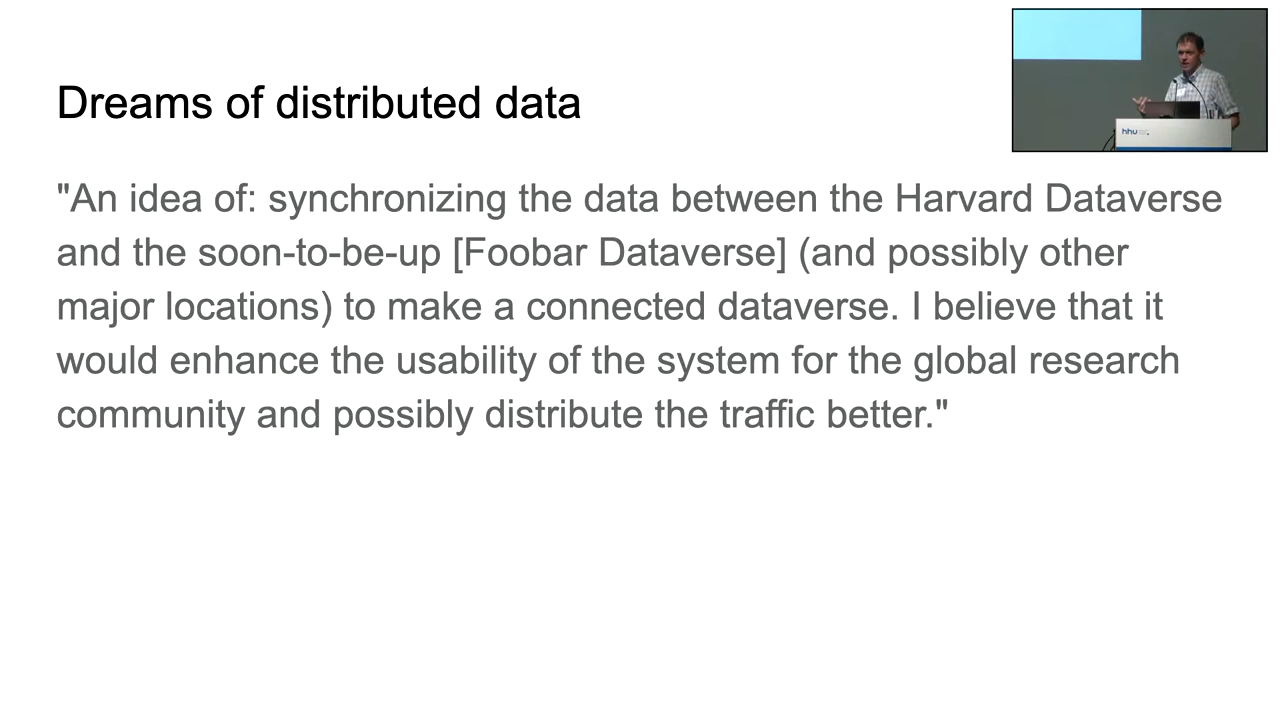 Dreams of distributed data
"An idea of: synchronizing the data between the Harvard Dataverse
and the soon-to-be-up [Foobar Dataverse] (and possibly other
major locations) to make a connected dataverse. I believe that it
would enhance the usability of the system for the global research
community and possibly distribute the traffic better."
hhu